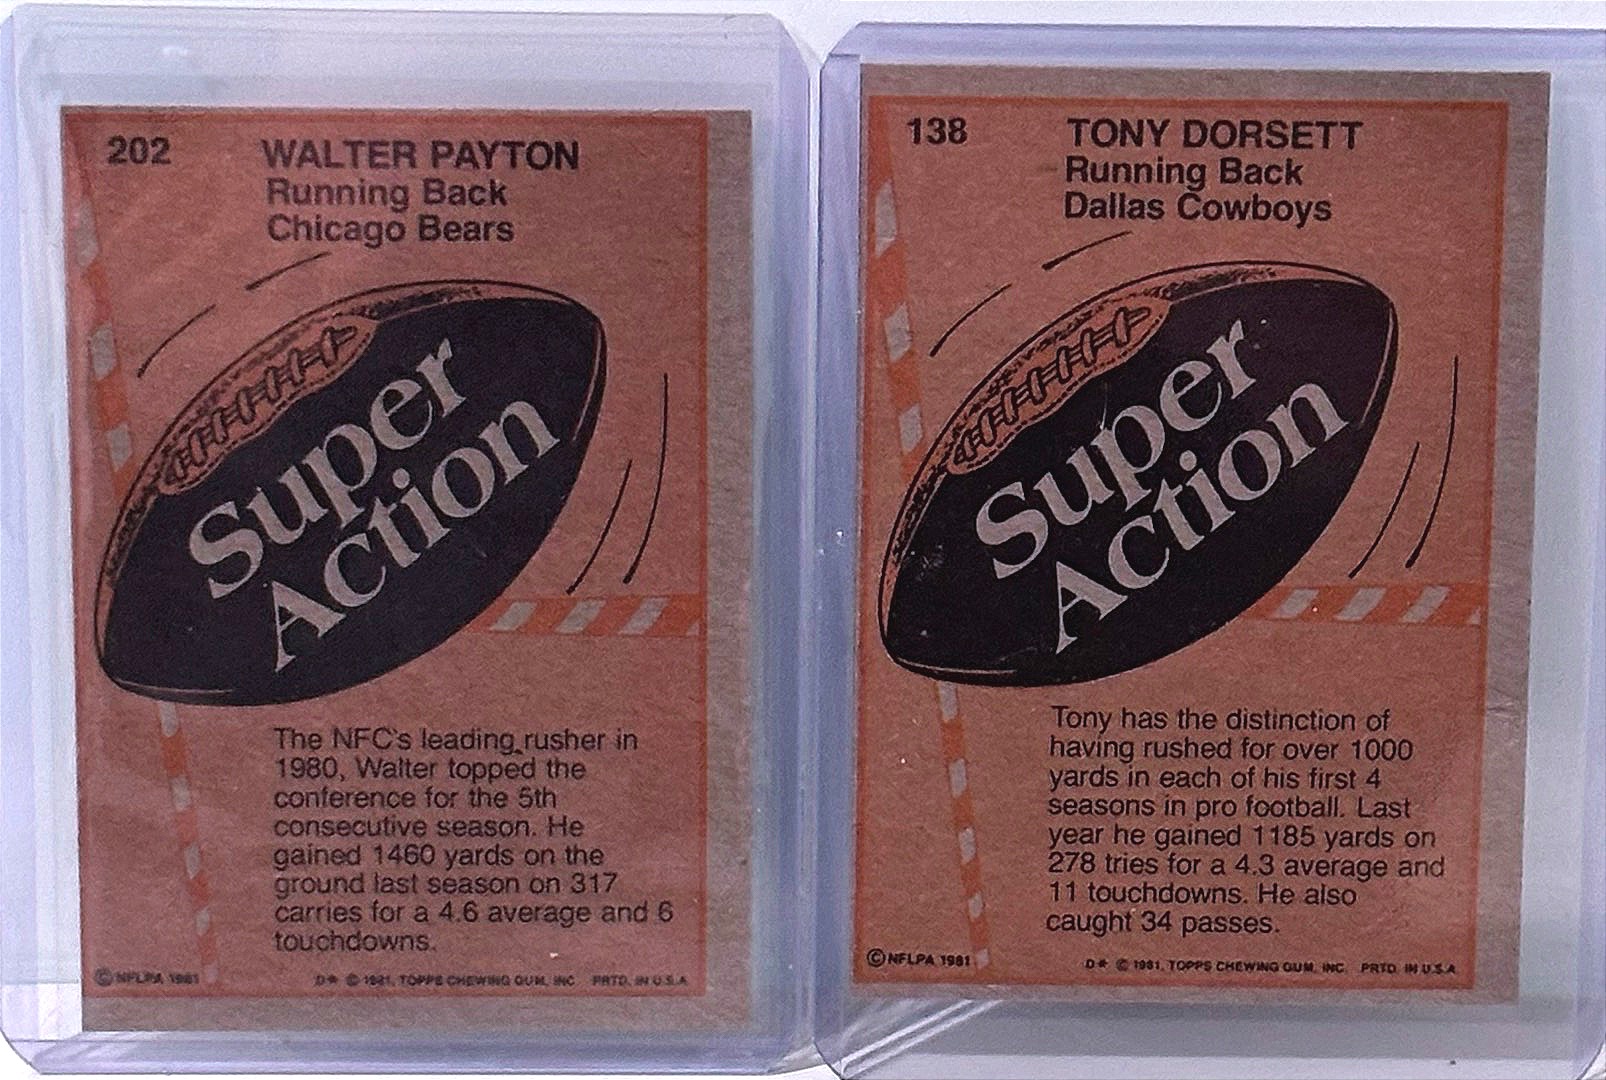 202
WALTER PAYTON
Running Back
Chicago Bears
Super
Action
The NFC's leading rusher in
1980, Walter topped the
conference for the 5th
consecutive season. He
gained 1460 yards on the
ground last season on 317
carries for a 4.6 average and 6
touchdowns.
© NFLPA 1981
D* © 1981, TOPPS CHEWING GUM, INC PRTD. IN U.S.A
138
TONY DORSETT
Running Back
Dallas Cowboys
Super
Action
Tony has the distinction of
having rushed for over 1000
yards in each of his first 4
seasons in pro football. Last
year he gained 1185 yards on
278 tries for a 4.3 average and
11 touchdowns. He also
caught 34 passes.
© NFLPA 1981
D* © 1981, TOPPS CHEWING GUM, INC. PRTD. IN U.S.A